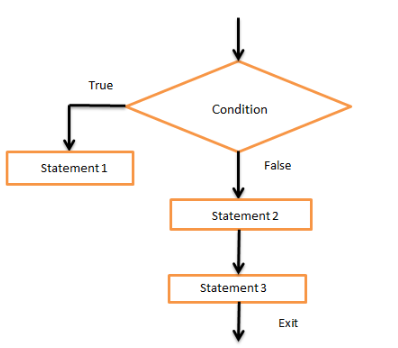 True
Condition
Statement 1
False
Statement 2
Statement 3
Exit